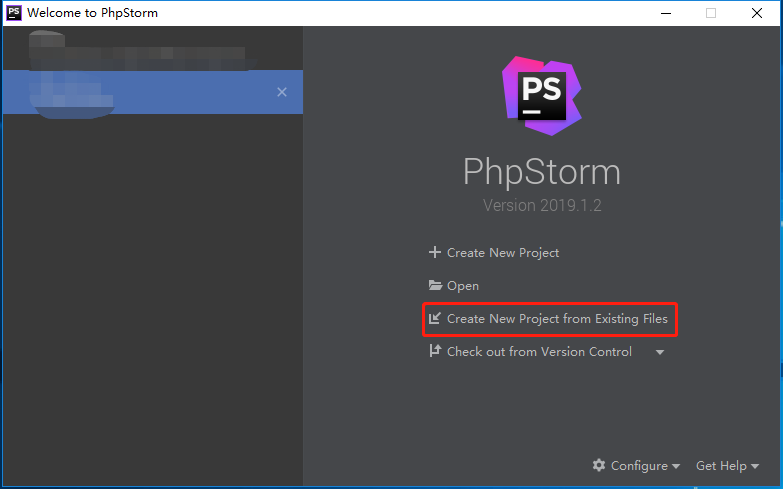 PS Welcome to PhpStorm
PS
PhpStorm
Version 2019.1.2
Create New Project
Open
Create New Project from Existing Files
Check out from Version Control
Configure Get Help